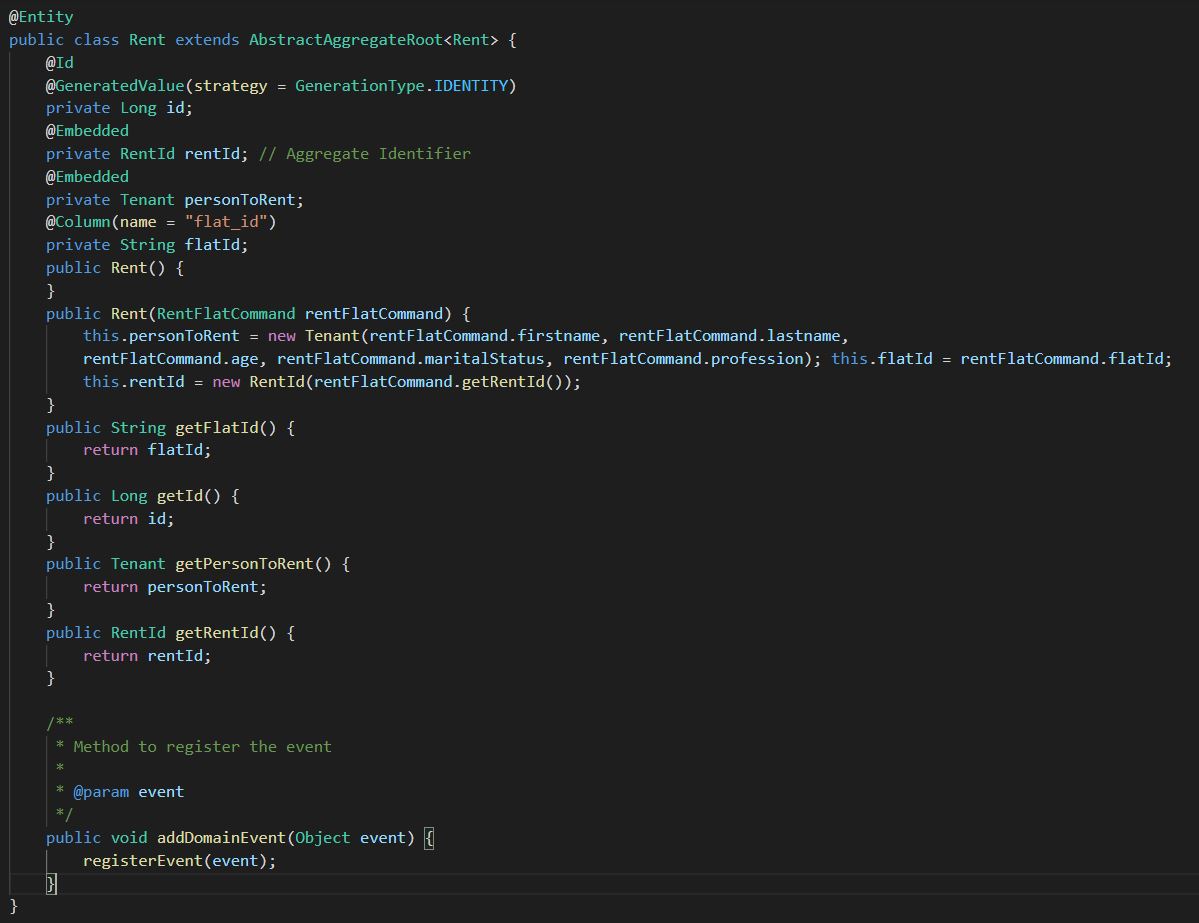 @Entity
public class Rent extends AbstractAggregateRoot<Rent> {
    @Id
    @GeneratedValue(strategy = GenerationType.IDENTITY)
    private Long id;
    @Embedded
    private RentId rentId; // Aggregate Identifier
    @Embedded
    private Tenant personToRent;
    @Column(name = "flat_id")
    private String flatId;
    public Rent() {
    }
    public Rent(RentFlatCommand rentFlatCommand) {
        this.personToRent = new Tenant(rentFlatCommand.firstname, rentFlatCommand.lastname,
        rentFlatCommand.age, rentFlatCommand.maritalStatus, rentFlatCommand.profession); this.flatId = rentFlatCommand.flatId;
        this.rentId = new RentId(rentFlatCommand.getRentId());
    }
    public String getFlatId() {
        return flatId;
    }
    public Long getId() {
        return id;
    }
    public Tenant getPersonToRent() {
        return personToRent;
    }
    public RentId getRentId() {
        return rentId;
    }

    /**
     * Method to register the event
     *
     * @param event
     */
    public void addDomainEvent(Object event) {
        registerEvent(event);
    }
}